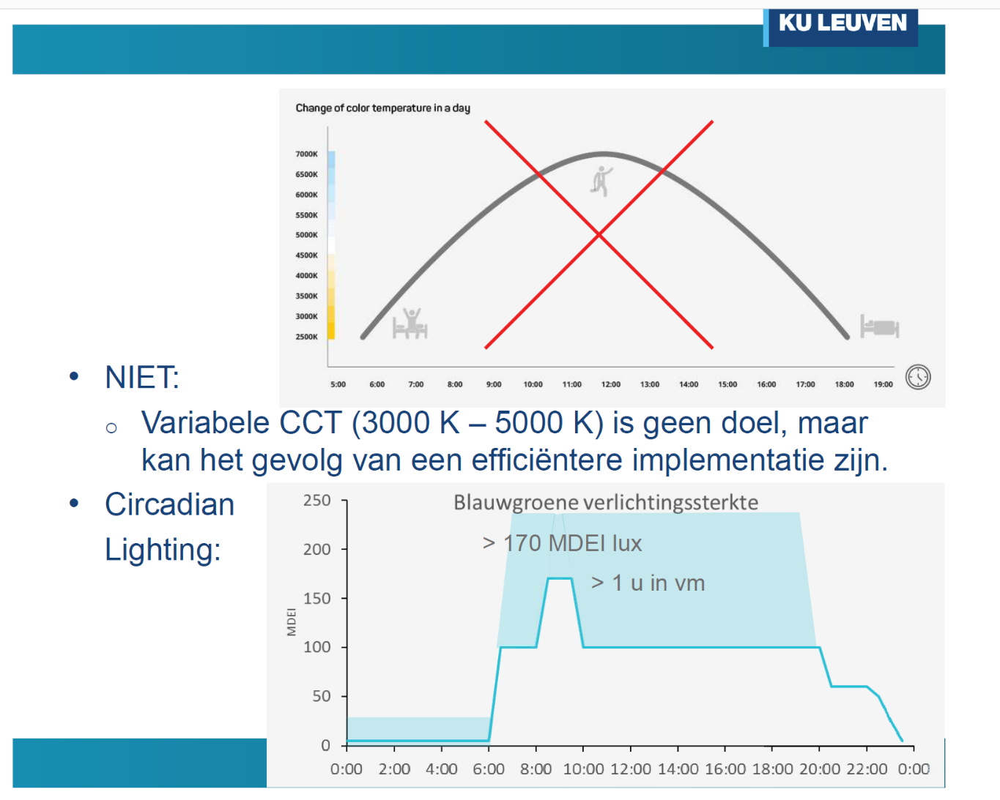 KU LEUVEN
Change of color temperature in a day
7000K
6500K
6000K
5500K
5000K
4500K
4000K
3500K
3000K
2500K
5:00 6:00 7:00 8:00 9:00 10:00 11:00 12:00 13:00 14:00 15:00 16:00 17:00 18:00 19:00
• NIET:
○ Variabele CCT (3000 K – 5000 K) is geen doel, maar
kan het gevolg van een efficiëntere implementatie zijn.
• Circadian
Lighting:
Blauwgroene verlichtingssterkte
> 170 MDEI lux
> 1 u in vm
MDEI
250
200
150
100
50
0
0:00 2:00 4:00 6:00 8:00 10:00 12:00 14:00 16:00 18:00 20:00 22:00 0:00